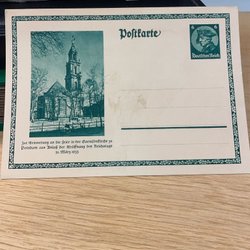 Postkarte
6
Deutsches Reich
Zur Erinnerung an die Feier in der Garnisonkirche zu
Potsdam aus Anlaß der Eröffnung des Reichstags
21. März 1933